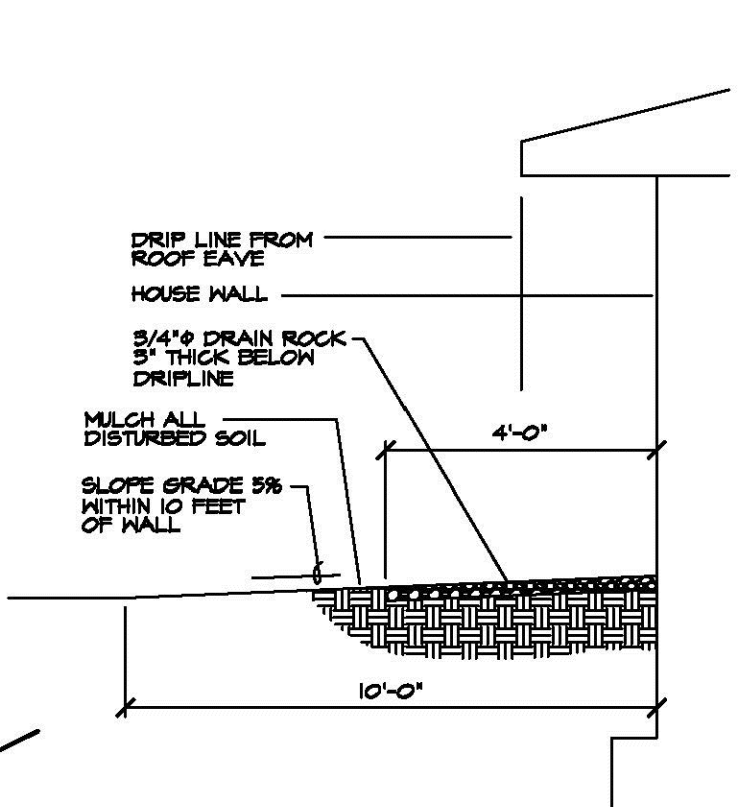 DRIP LINE FROM
ROOF EAVE
HOUSE WALL
3/4"Φ DRAIN ROCK
3" THICK BELOW
DRIPLINE
MULCH ALL
DISTURBED SOIL
4'-0"
SLOPE GRADE 5%
WITHIN 10 FEET
OF WALL
10'-0"